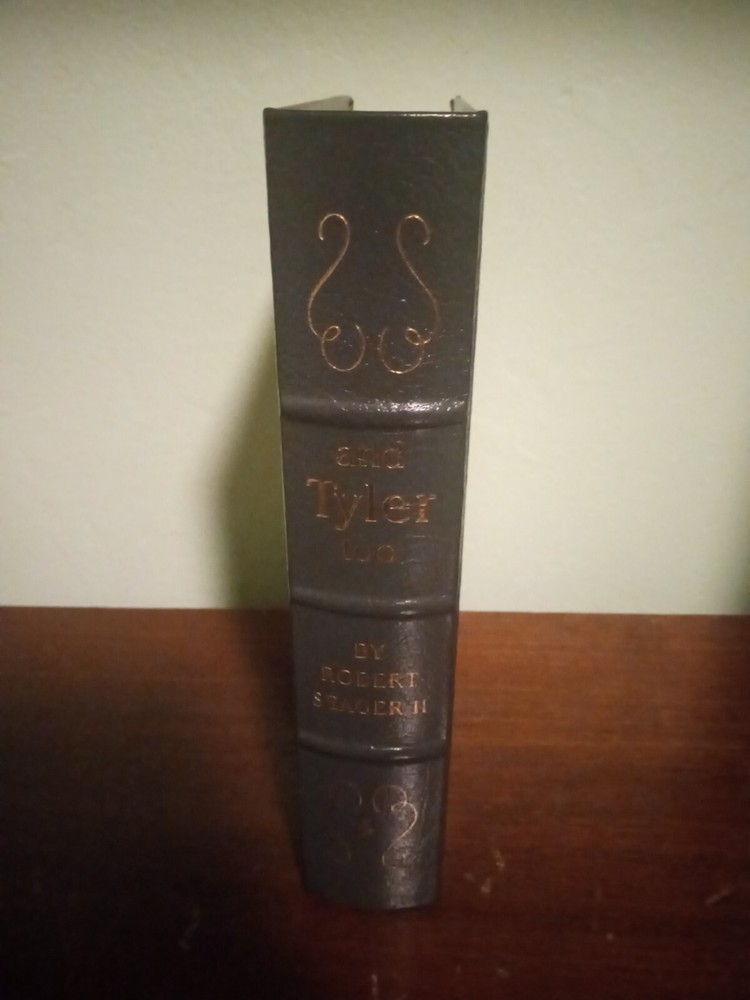 and
Tyler
too
BY
ROBERT
SEAGER II